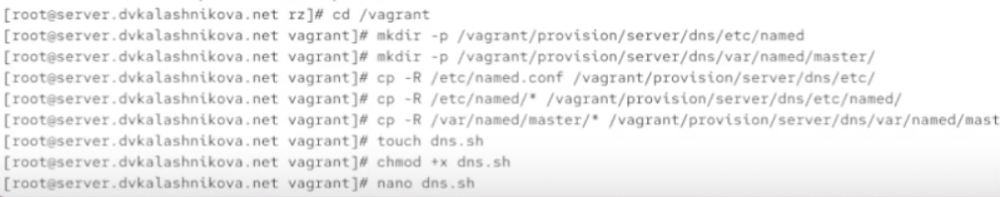 [root@server.dvkalashnikova.net rz]# cd /vagrant
[root@server.dvkalashnikova.net vagrant]# mkdir -p /vagrant/provision/server/dns/etc/named
[root@server.dvkalashnikova.net vagrant]# mkdir -p /vagrant/provision/server/dns/var/named/master/
[root@server.dvkalashnikova.net vagrant]# cp -R /etc/named.conf /vagrant/provision/server/dns/etc/
[root@server.dvkalashnikova.net vagrant]# cp -R /etc/named/* /vagrant/provision/server/dns/etc/named/
[root@server.dvkalashnikova.net vagrant]# cp -R /var/named/master/* /vagrant/provision/server/dns/var/named/mast
[root@server.dvkalashnikova.net vagrant]# touch dns.sh
[root@server.dvkalashnikova.net vagrant]# chmod +x dns.sh
[root@server.dvkalashnikova.net vagrant]# nano dns.sh